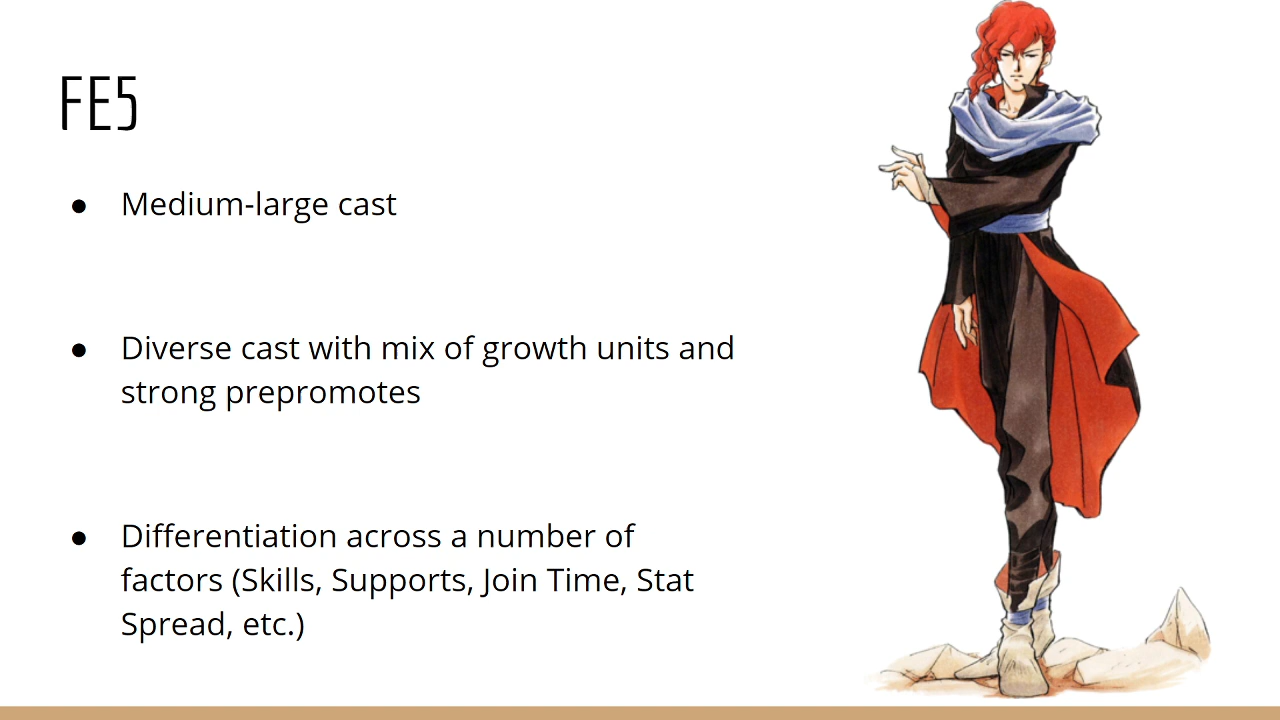 FE5
● Medium-large cast
● Diverse cast with mix of growth units and
strong prepromotes
● Differentiation across a number of
factors (Skills, Supports, Join Time, Stat
Spread, etc.)